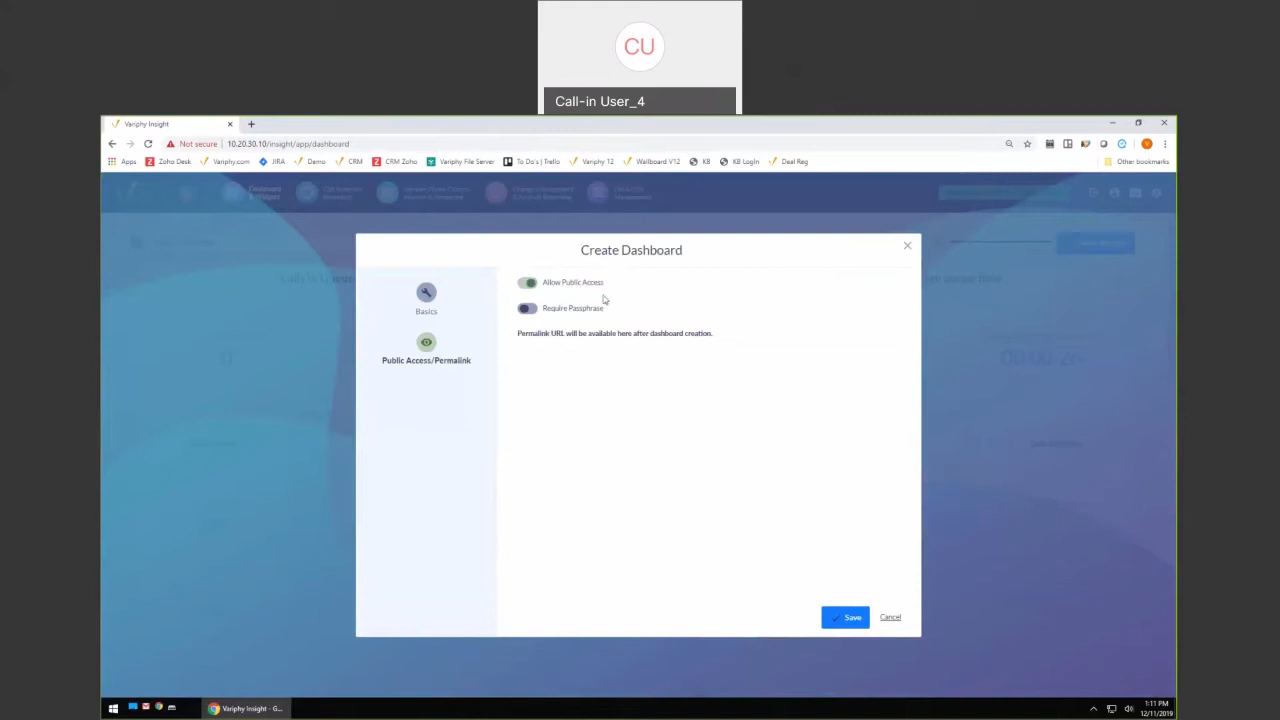 CU
Call-in User_4
Variphy Insight
Not secure
10.20.30.10/insight/app/dashboard
Apps
Zoho Desk
Variphy.com
JIRA
Demo
CRM
CRM Zoho
Variphy File Server
To Do's | Trello
Variphy 12
Wallboard V12
KB
KB Login
Deal Reg
Other bookmarks
Dashboard
Create Dashboard
Allow Public Access
Basics
Require Passphrase
Permalink URL will be available here after dashboard creation.
Public Access/Permalink
Save
Cancel
Variphy Insight - G...
1:11 PM
12/11/2019